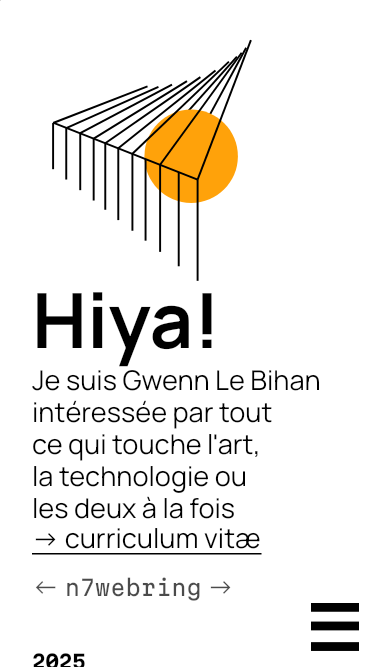 Hiya!
Je suis Gwenn Le Bihan
intéressée par tout
ce qui touche l'art,
la technologie ou
les deux à la fois
→ curriculum vitæ
← n7webring →
2025